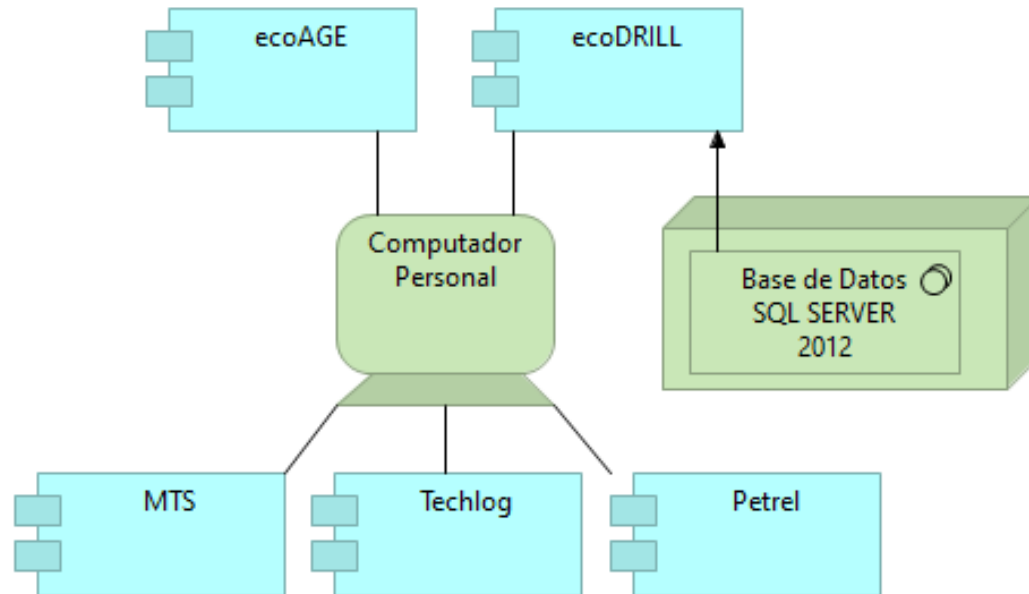 ecoAGE
ecoDRILL
Computador
Personal
Base de Datos
SQL SERVER
2012
MTS
Techlog
Petrel